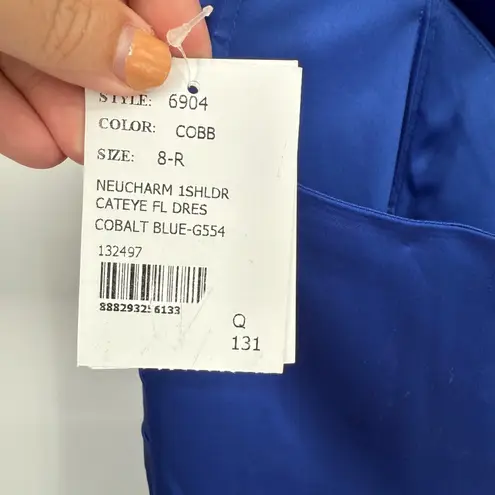 STYLE: 6904
COLOR: COBB
SIZE: 8-R
NEUCHARM 1SHLDR
CATEYE FL DRES
COBALT BLUE-G554
132497
Q
131